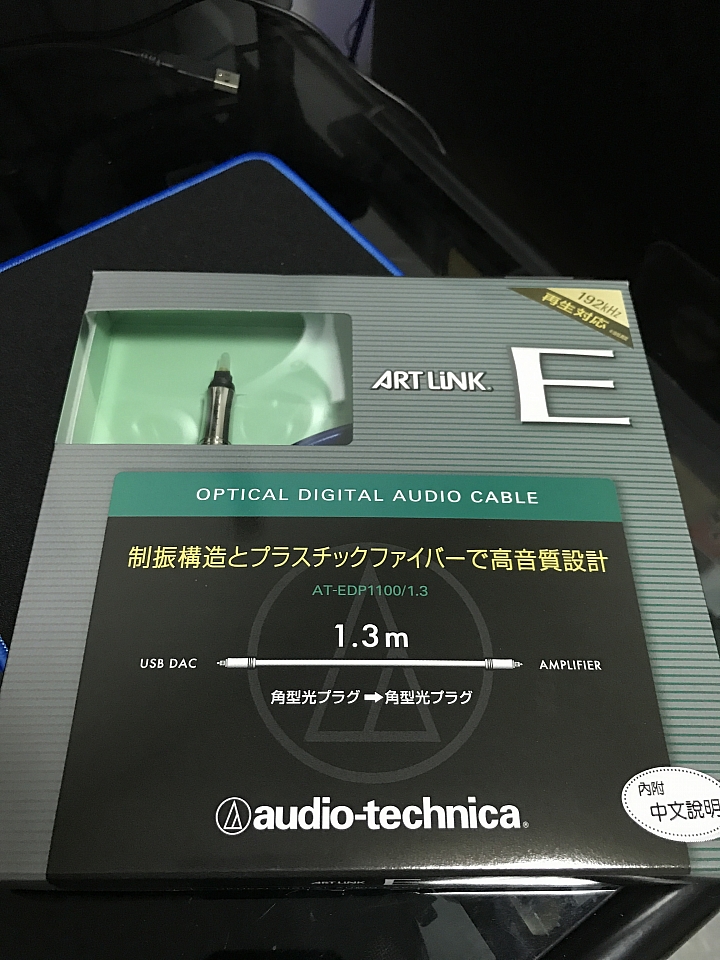 192kHz
再生対応
ART LiNK®
E
OPTICAL DIGITAL AUDIO CABLE
制振構造とプラスチックファイバーで高音質設計
AT-EDP1100/1.3
1.3m
USB DAC
AMPLIFIER
角型光プラグ➡角型光プラグ
audio-technica®
內附
中文說明
ART LiNK